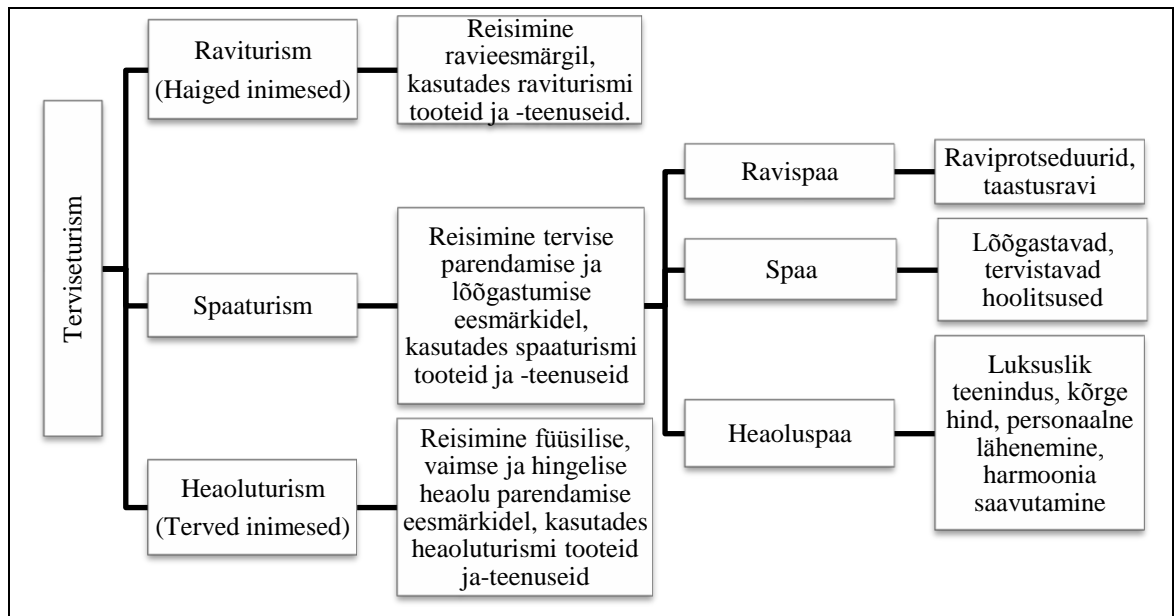 Terviseturism
Raviturism
(Haiged inimesed)
Reisimine
ravieesmärgil,
kasutades raviturismi
tooteid ja -teenuseid.
Spaaturism
Reisimine tervise
parendamise ja
lõõgastumise
eesmärkidel,
kasutades spaaturismi
tooteid ja -teenuseid
Ravispaa
Raviprotseduurid,
taastusravi
Spaa
Lõõgastavad,
tervistavad
hoolitsused
Heaoluspaa
Luksuslik
teenindus, kõrge
hind, personaalne
lähenemine,
harmoonia
saavutamine
Heaoluturism
(Terved inimesed)
Reisimine füüsilise,
vaimse ja hingelise
heaolu parendamise
eesmärkidel, kasutades
heaoluturismi tooteid
ja-teenuseid